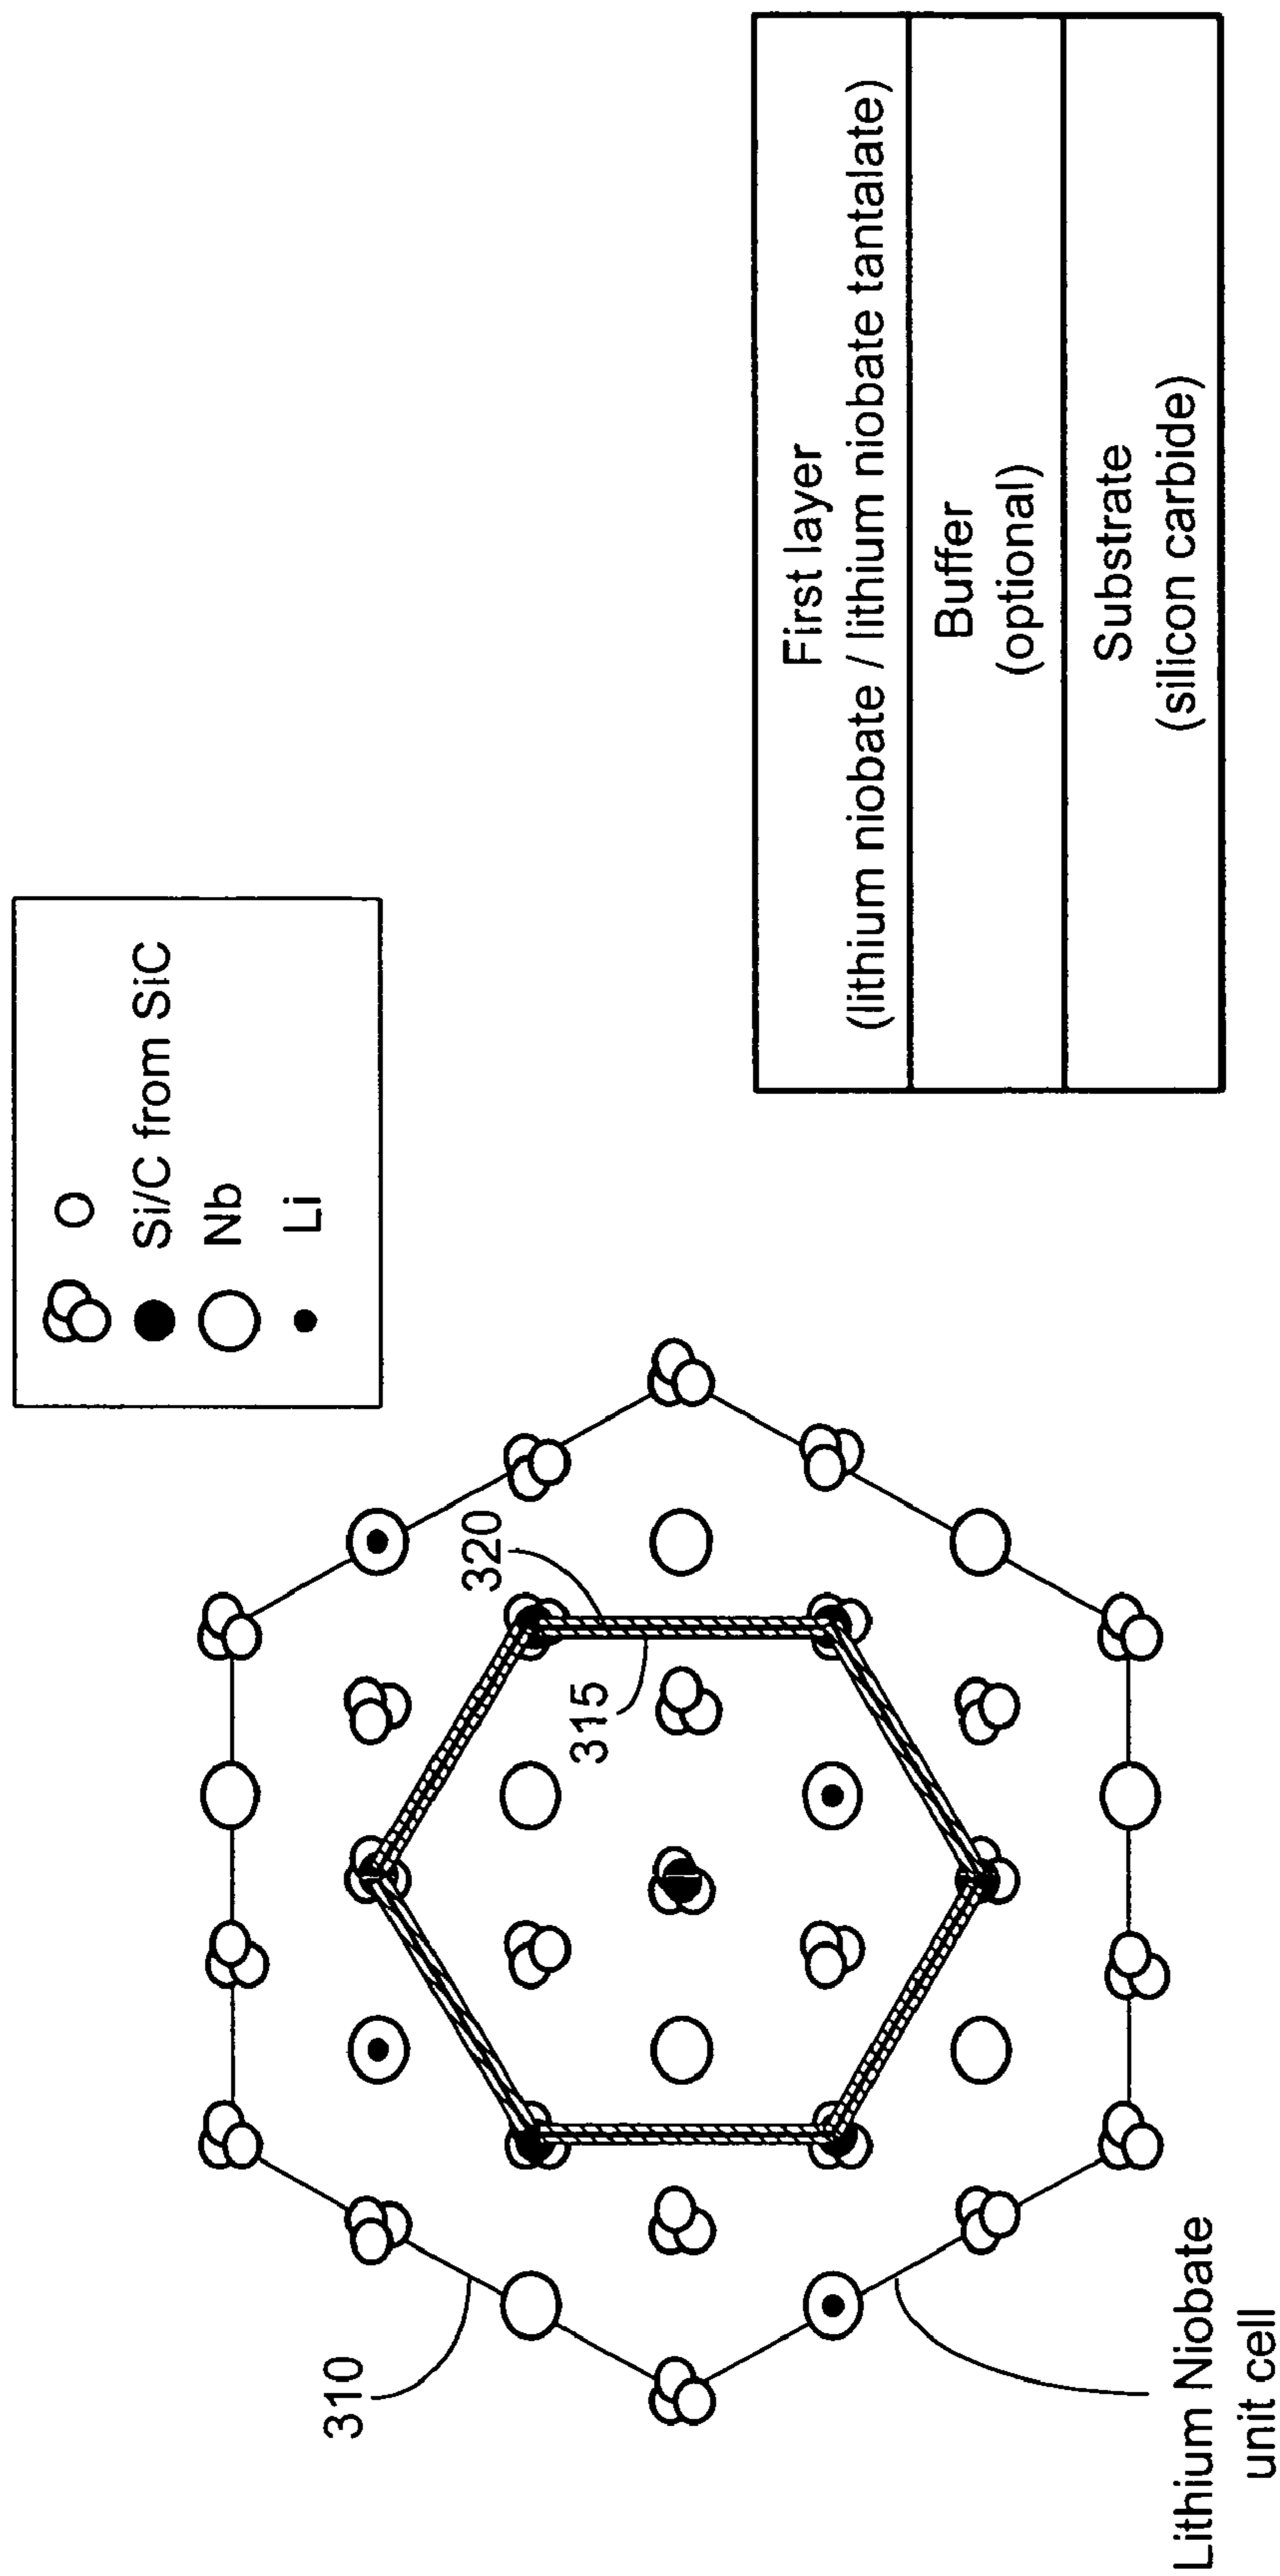 O
Si/C from SiC
Nb
Li
310
320
315
Lithium Niobate
unit cell
First layer
(lithium niobate / lithium niobate tantalate)
Buffer
(optional)
Substrate
(silicon carbide)